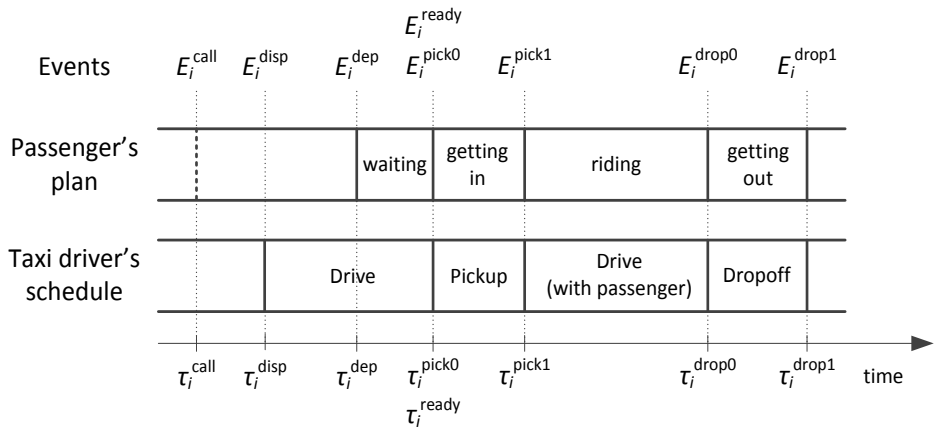 E_i^ready
Events E_i^call E_i^disp E_i^dep E_i^pick0 E_i^pick1 E_i^drop0 E_i^drop1
Passenger's plan
waiting
getting in
riding
getting out
Taxi driver's schedule
Drive
Pickup
Drive (with passenger)
Dropoff
τ_i^call τ_i^disp τ_i^dep τ_i^pick0 τ_i^pick1 τ_i^drop0 τ_i^drop1 time
τ_i^ready